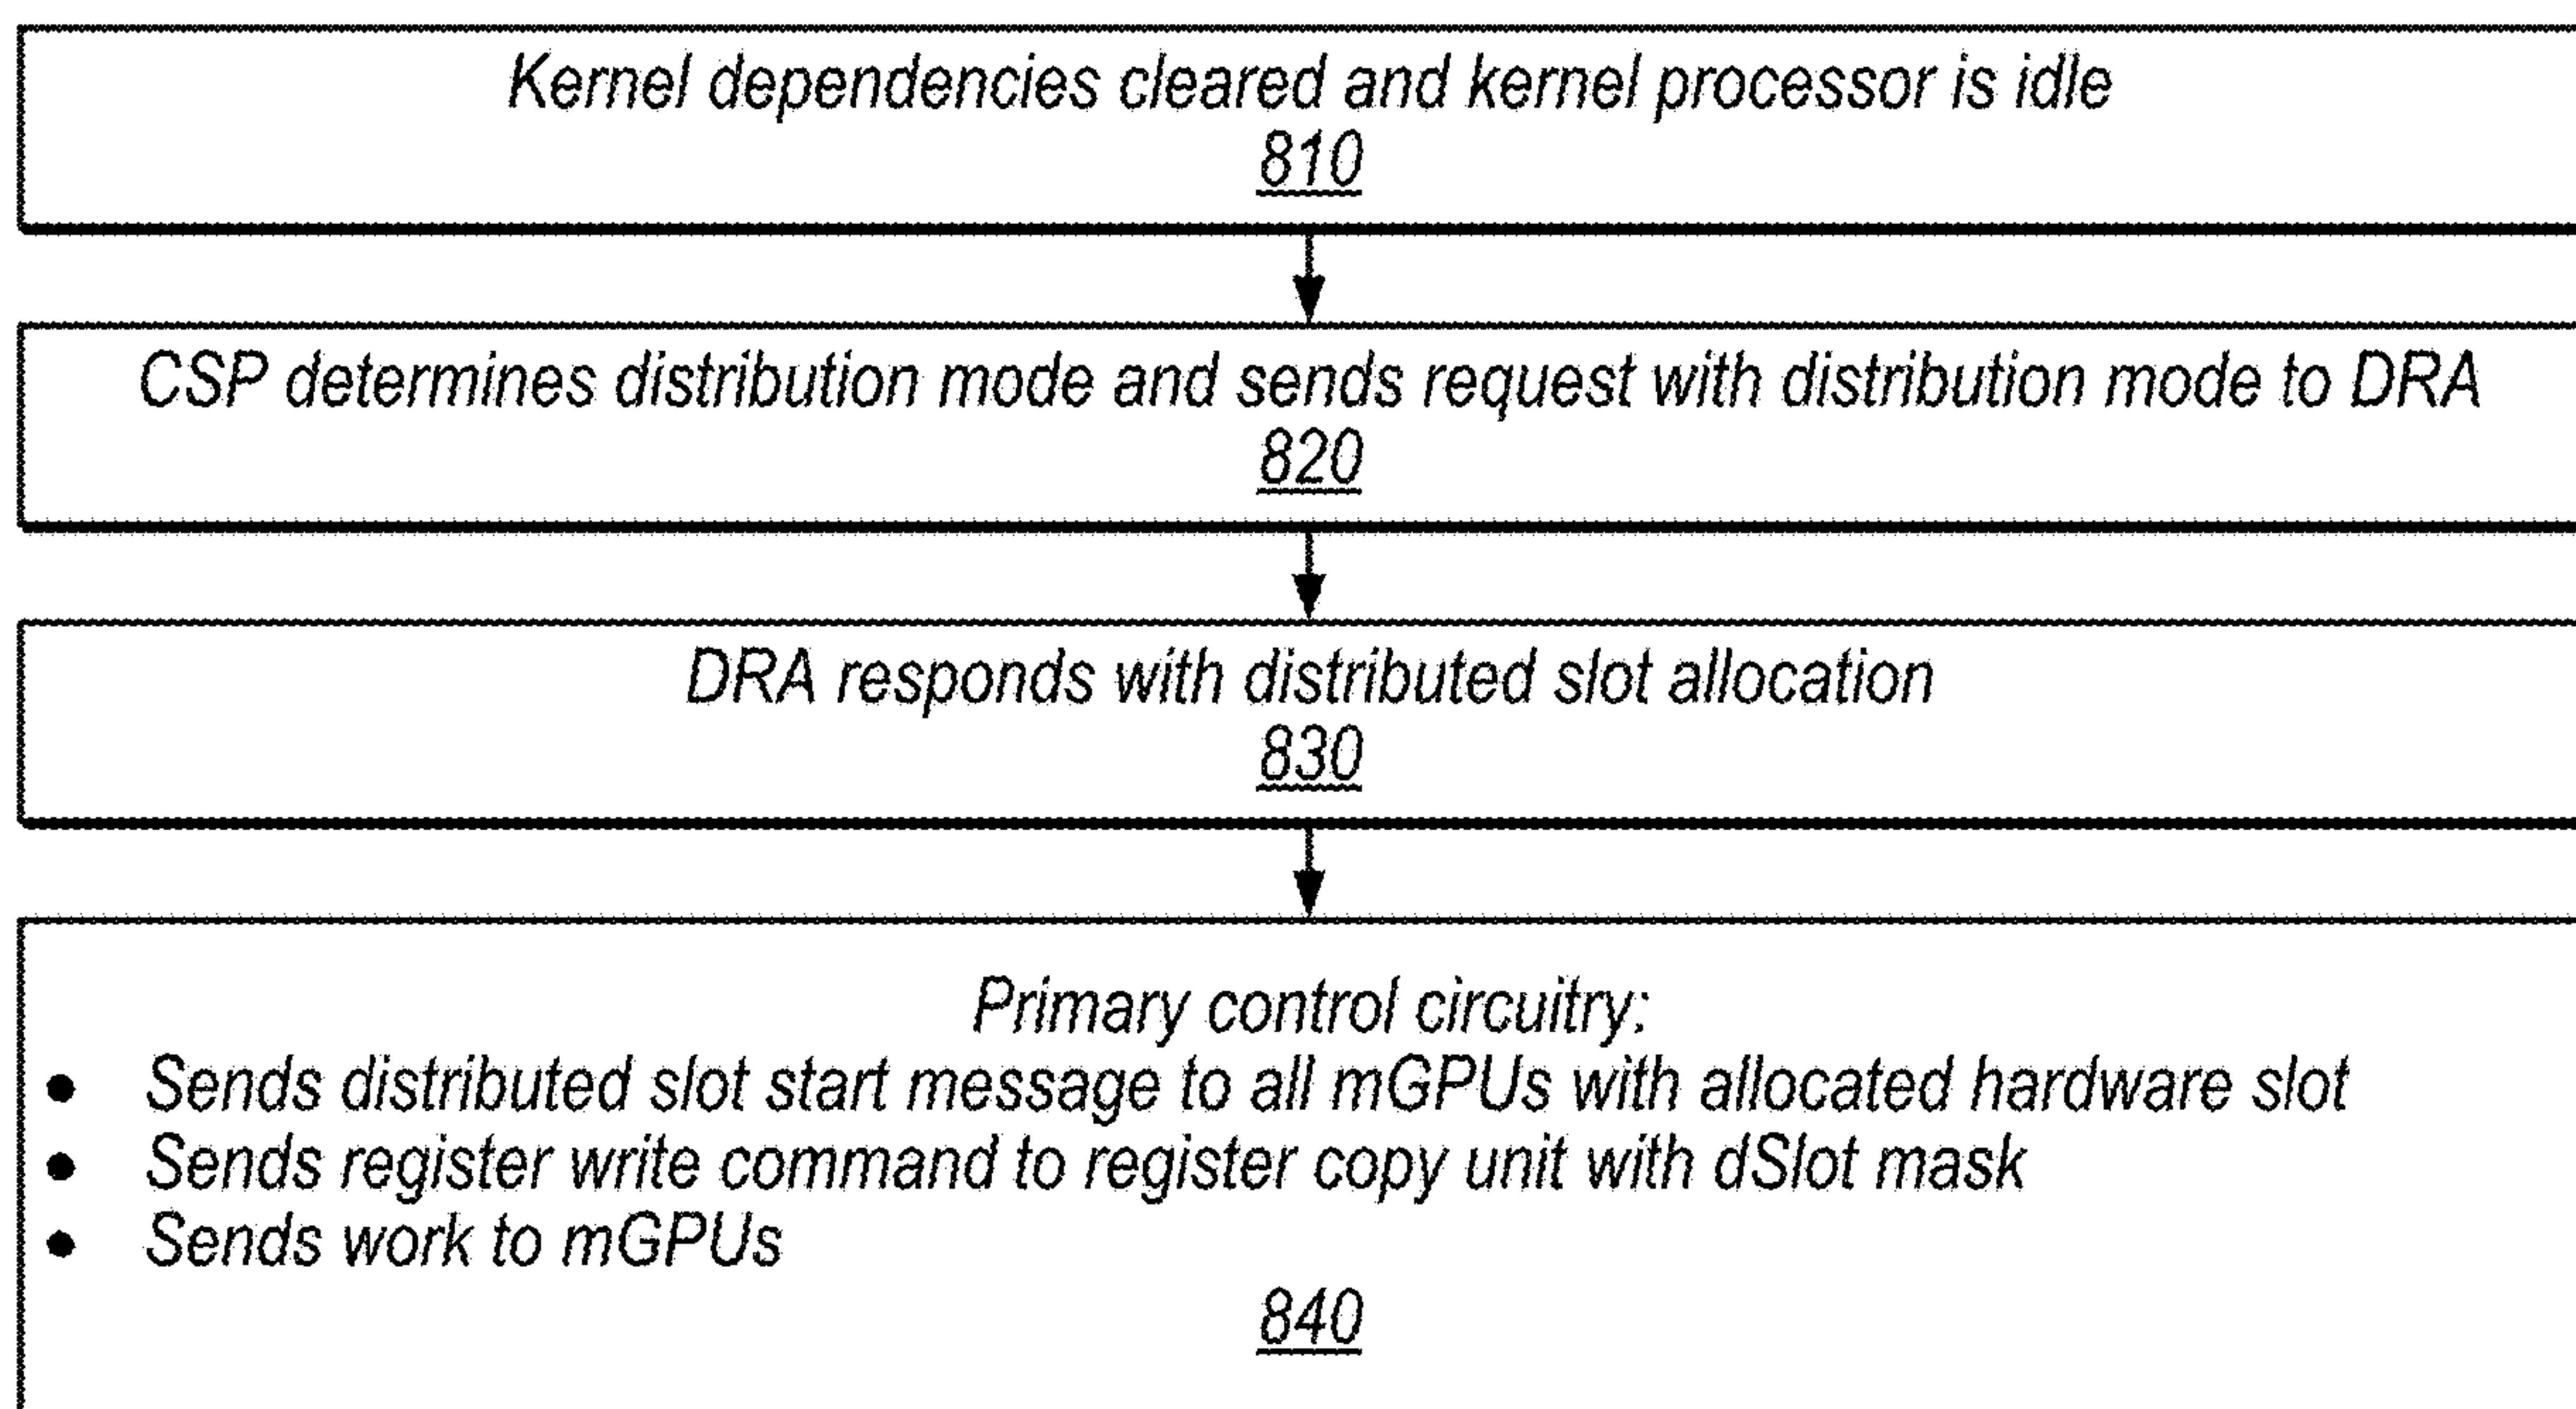 Kernel dependencies cleared and kernel processor is idle
810
CSP determines distribution mode and sends request with distribution mode to DRA
820
DRA responds with distributed slot allocation
830
Primary control circuitry:
• Sends distributed slot start message to all mGPUs with allocated hardware slot
• Sends register write command to register copy unit with dSlot mask
• Sends work to mGPUs
840